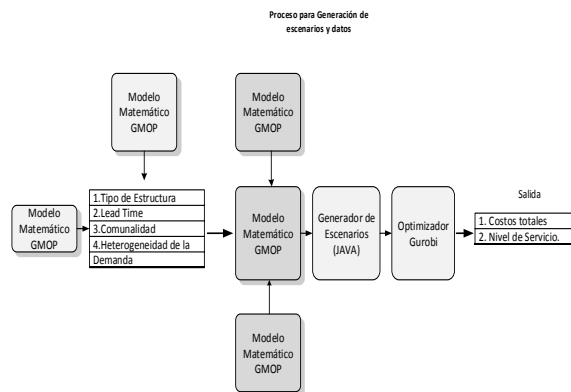 Proceso para Generación de
escenarios y datos
Modelo
Matemático
GMOP
Modelo
Matemático
GMOP
Modelo
Matemático
GMOP
1.Tipo de Estructura
2.Lead Time
3.Comunalidad
4.Heterogeneidad de la
Demanda
Modelo
Matemático
GMOP
Generador de
Escenarios
(JAVA)
Optimizador
Gurobi
Salida
1. Costos totales
2. Nivel de Servicio.
Modelo
Matemático
GMOP